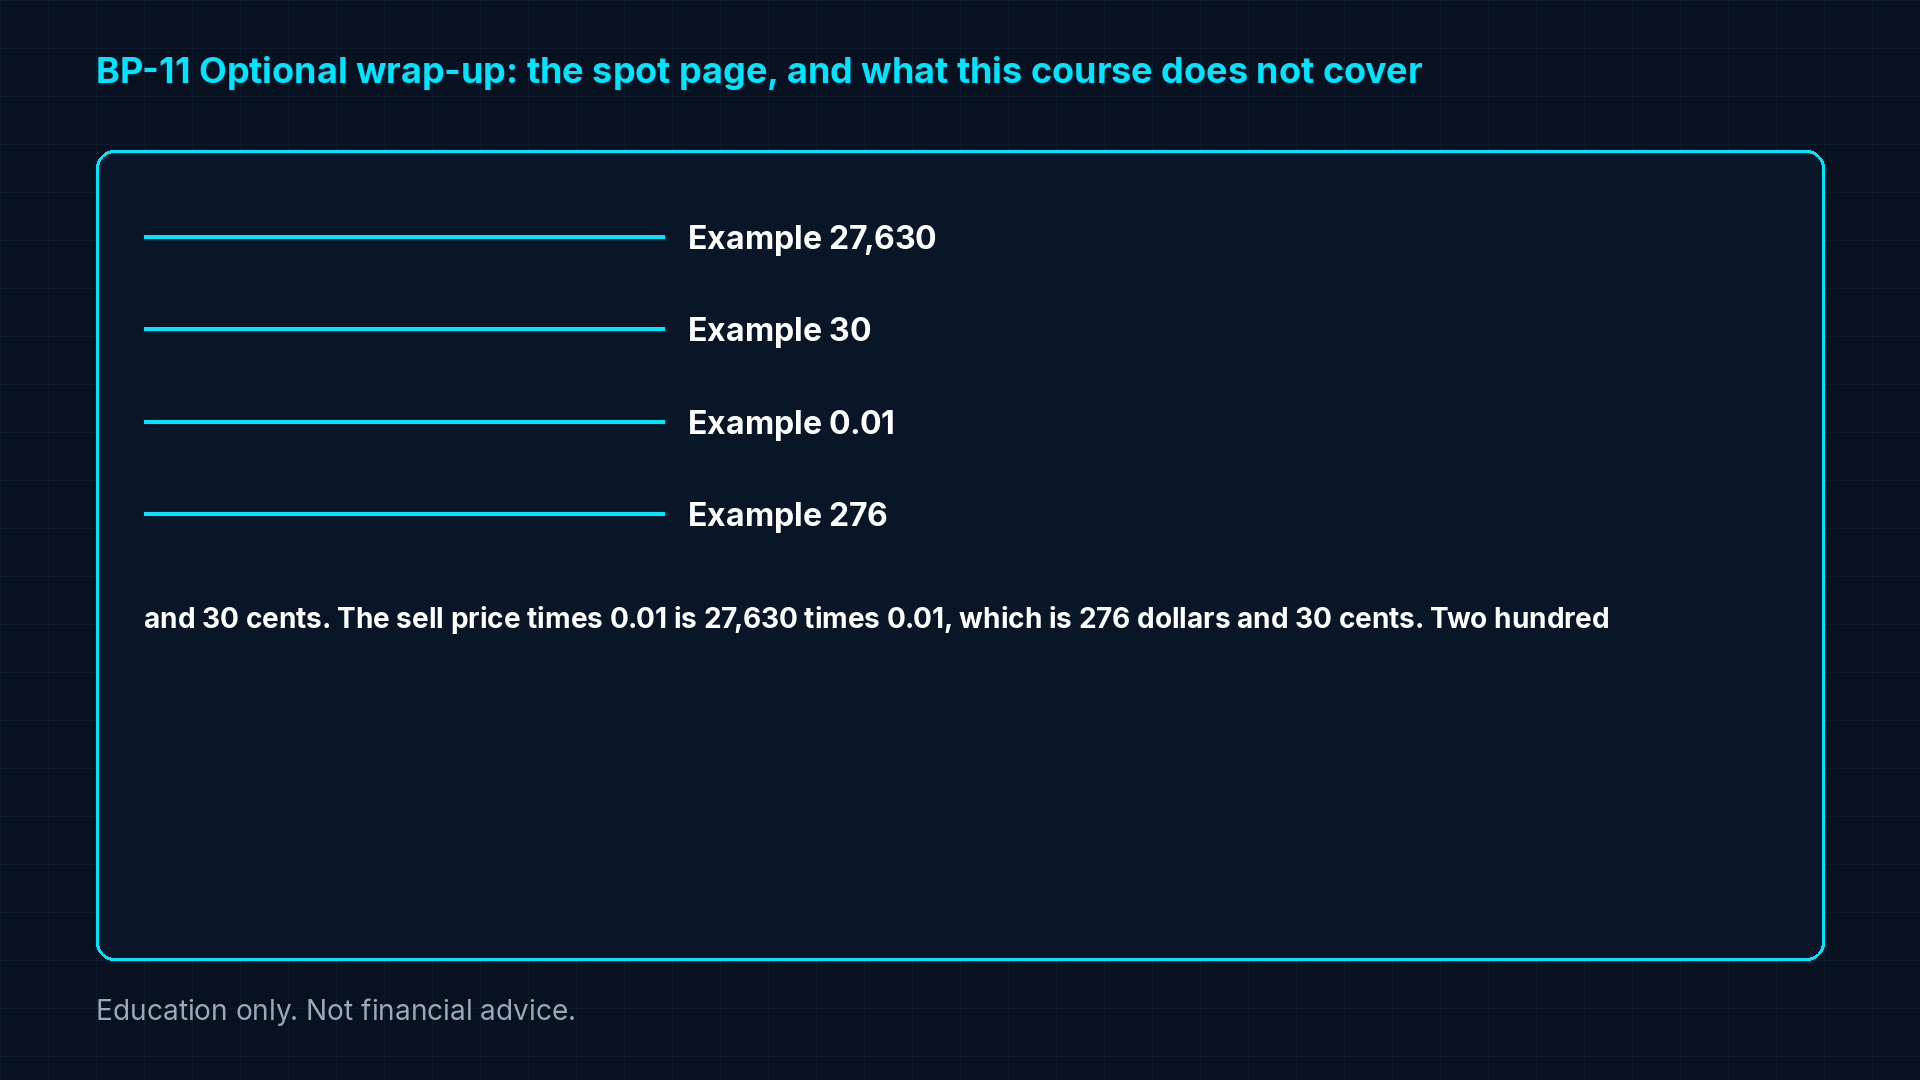 BP-11 Optional wrap-up: the spot page, and what this course does not cover
Example 27,630
Example 30
Example 0.01
Example 276
and 30 cents. The sell price times 0.01 is 27,630 times 0.01, which is 276 dollars and 30 cents. Two hundred
Education only. Not financial advice.